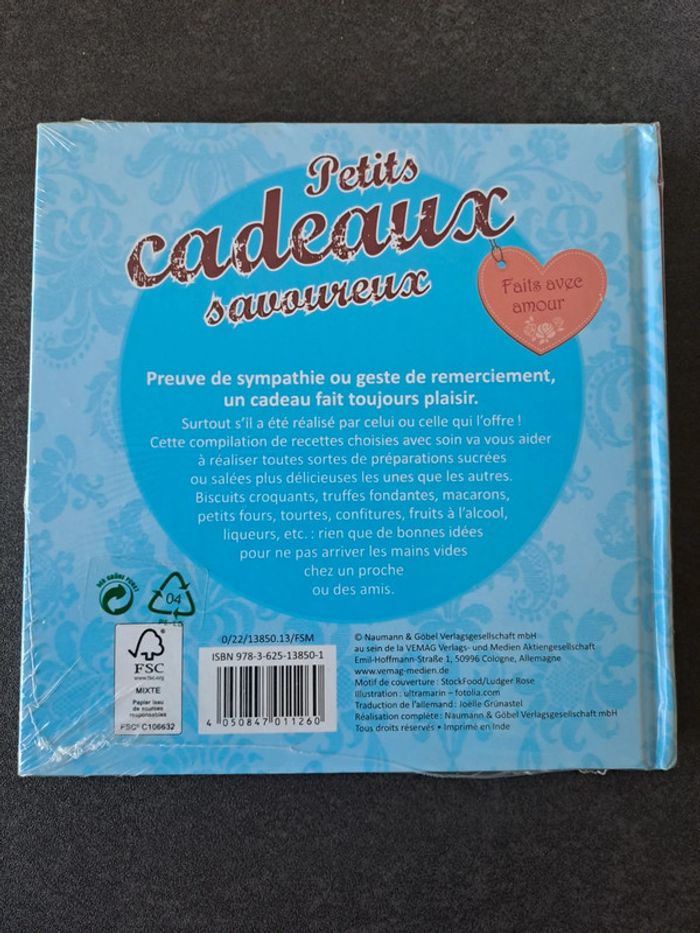 Petits
cadeaux
savoureux
Faits avec
amour
Preuve de sympathie ou geste de remerciement,
un cadeau fait toujours plaisir.
Surtout s'il a été réalisé par celui ou celle qui l'offre !
Cette compilation de recettes choisies avec soin va vous aider
à réaliser toutes sortes de préparations sucrées
ou salées plus délicieuses les unes que les autres.
Biscuits croquants, truffes fondantes, macarons,
petits fours, tourtes, confitures, fruits à l'alcool,
liqueurs, etc. : rien que de bonnes idées
pour ne pas arriver les mains vides
chez un proche
ou des amis.
04
PE-LD
FSC
www.fsc.org
MIXTE
Papier issu
de sources
responsables
FSC® C106632
0/22/13850.13/FSM
ISBN 978-3-625-13850-1
4 050847 011260
© Naumann & Göbel Verlagsgesellschaft mbH
au sein de la VEMAG Verlags- und Medien Aktiengesellschaft
Emil-Hoffmann-Straße 1, 50996 Cologne, Allemagne
www.vemag-medien.de
Motif de couverture : StockFood/Ludger Rose
Illustration : ultramarin – fotolia.com
Traduction de l'allemand : Joëlle Grünastel
Réalisation complète : Naumann & Göbel Verlagsgesellschaft mbH
Tous droits réservés • Imprimé en Inde